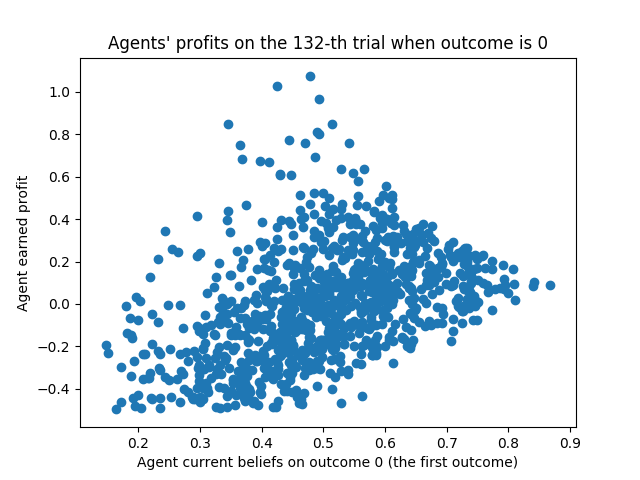 Agents' profits on the 132-th trial when outcome is 0
1.0
0.8
0.6
0.4
0.2
0.0
−0.2
−0.4
Agent earned profit
0.2 0.3 0.4 0.5 0.6 0.7 0.8 0.9
Agent current beliefs on outcome 0 (the first outcome)